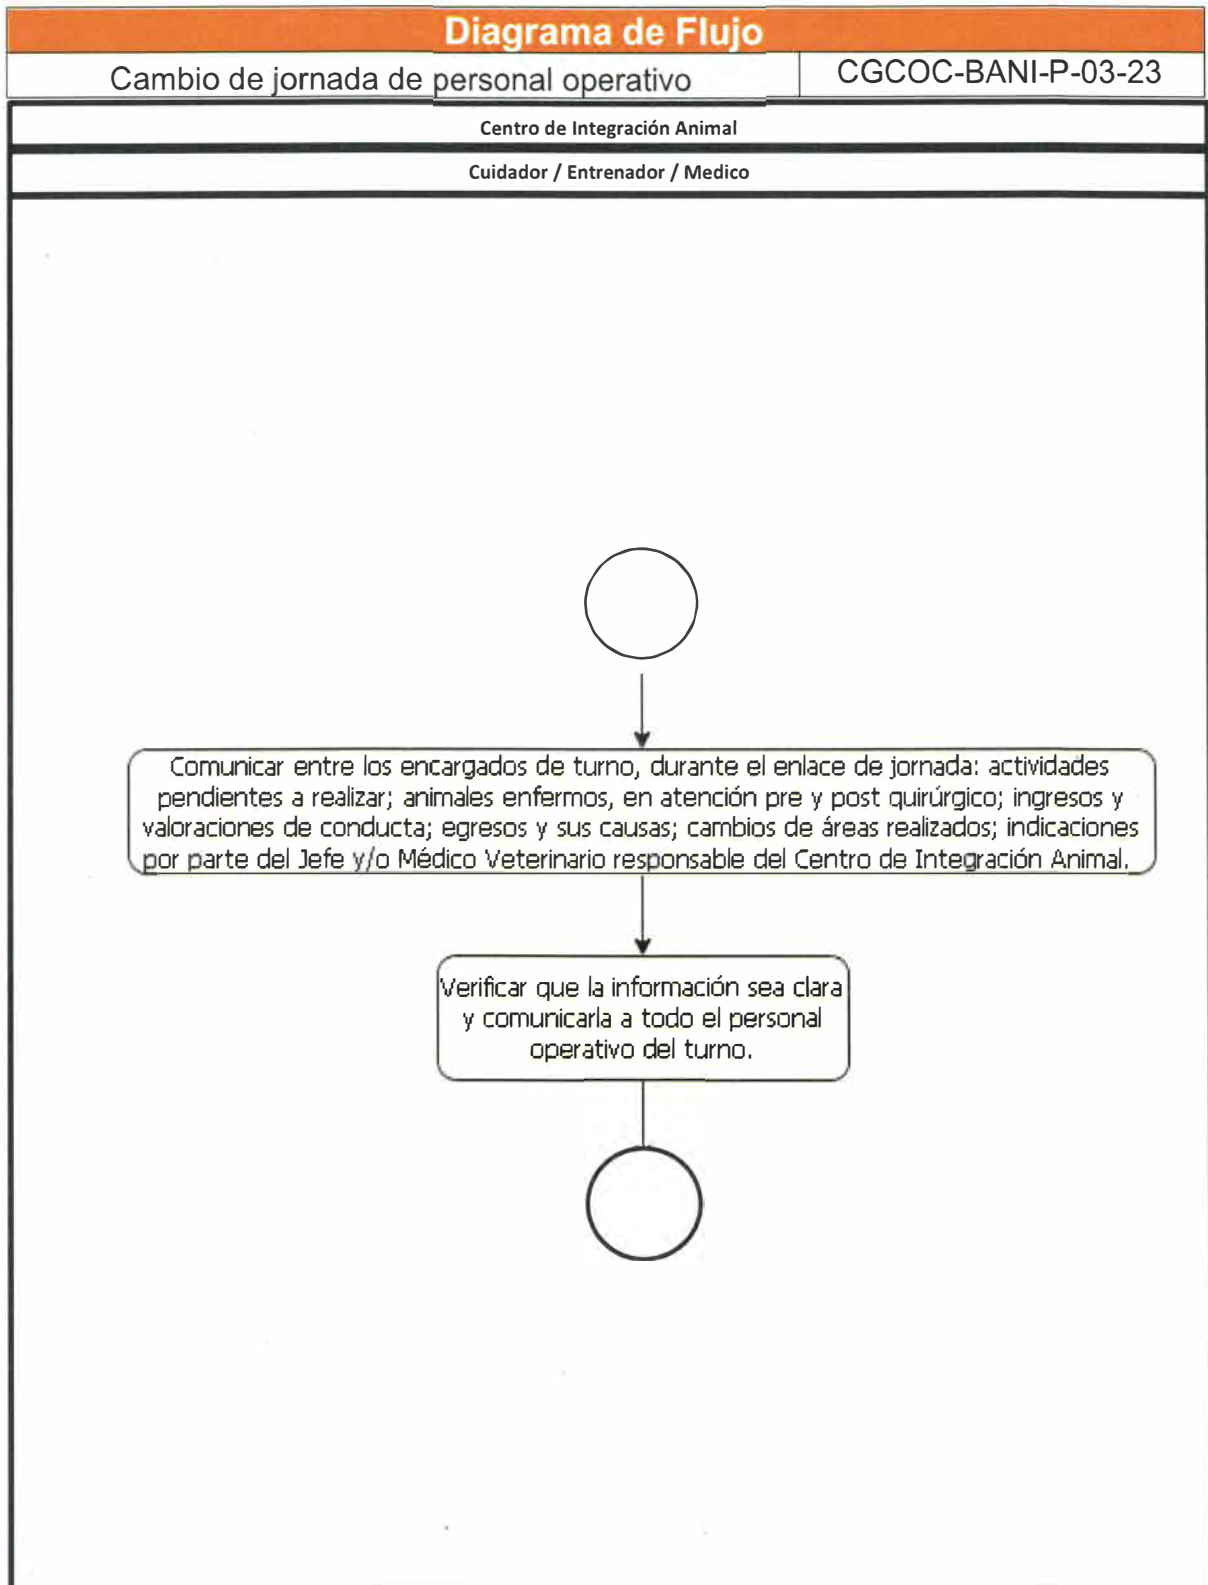 Diagrama de Flujo
Cambio de jornada de personal operativo
CGCOC-BANI-P-03-23
Centro de Integración Animal
Cuidador / Entrenador / Medico
Comunicar entre los encargados de turno, durante el enlace de jornada: actividades
pendientes a realizar; animales enfermos, en atención pre y post quirúrgico; ingresos y
valoraciones de conducta; egresos y sus causas; cambios de áreas realizados; indicaciones
por parte del Jefe y/o Médico Veterinario responsable del Centro de Integración Animal.
Verificar que la información sea clara
y comunicarla a todo el personal
operativo del turno.